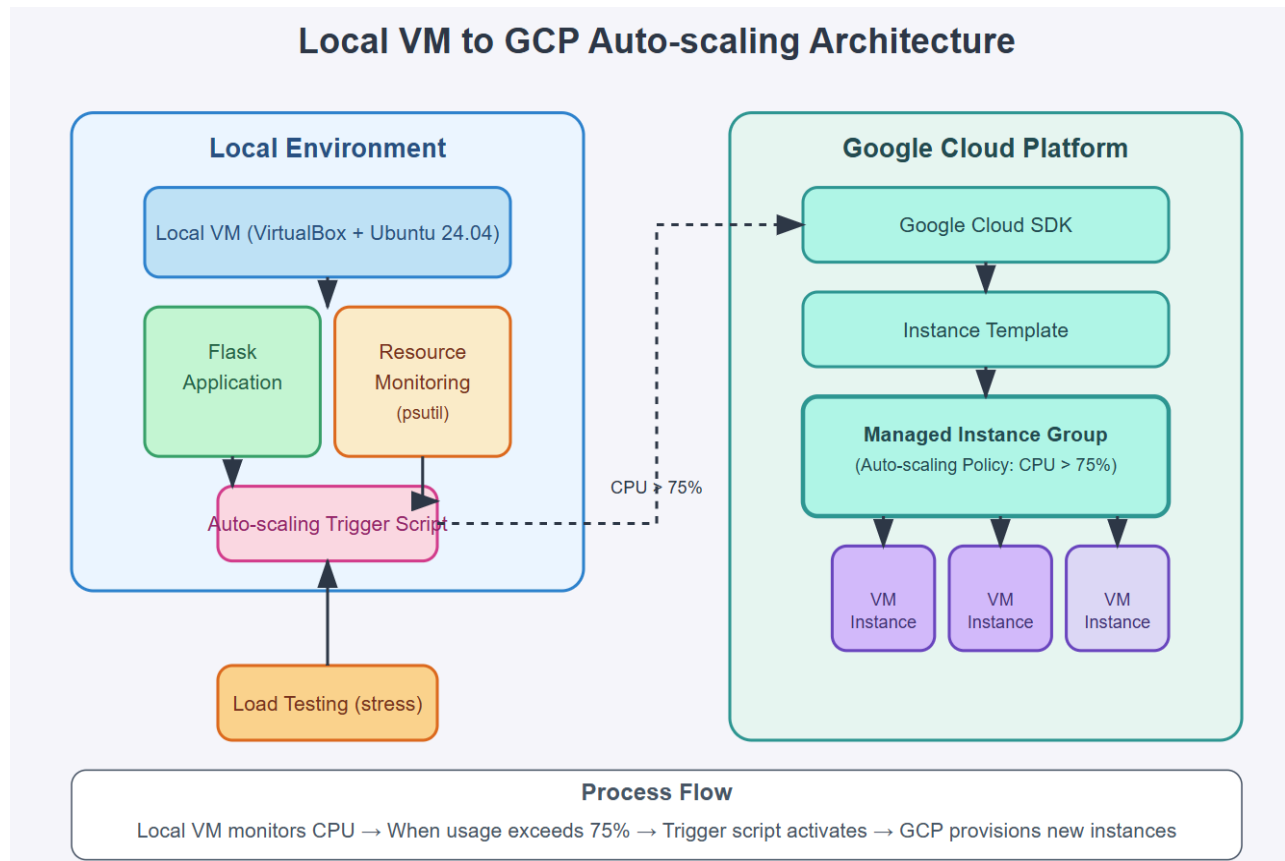 Local VM to GCP Auto-scaling Architecture
Local Environment
Local VM (VirtualBox + Ubuntu 24.04)
Flask
Application
Resource
Monitoring
(psutil)
Auto-scaling Trigger Script
Load Testing (stress)
CPU > 75%
Google Cloud Platform
Google Cloud SDK
Instance Template
Managed Instance Group
(Auto-scaling Policy: CPU > 75%)
VM
Instance
VM
Instance
VM
Instance
Process Flow
Local VM monitors CPU → When usage exceeds 75% → Trigger script activates → GCP provisions new instances